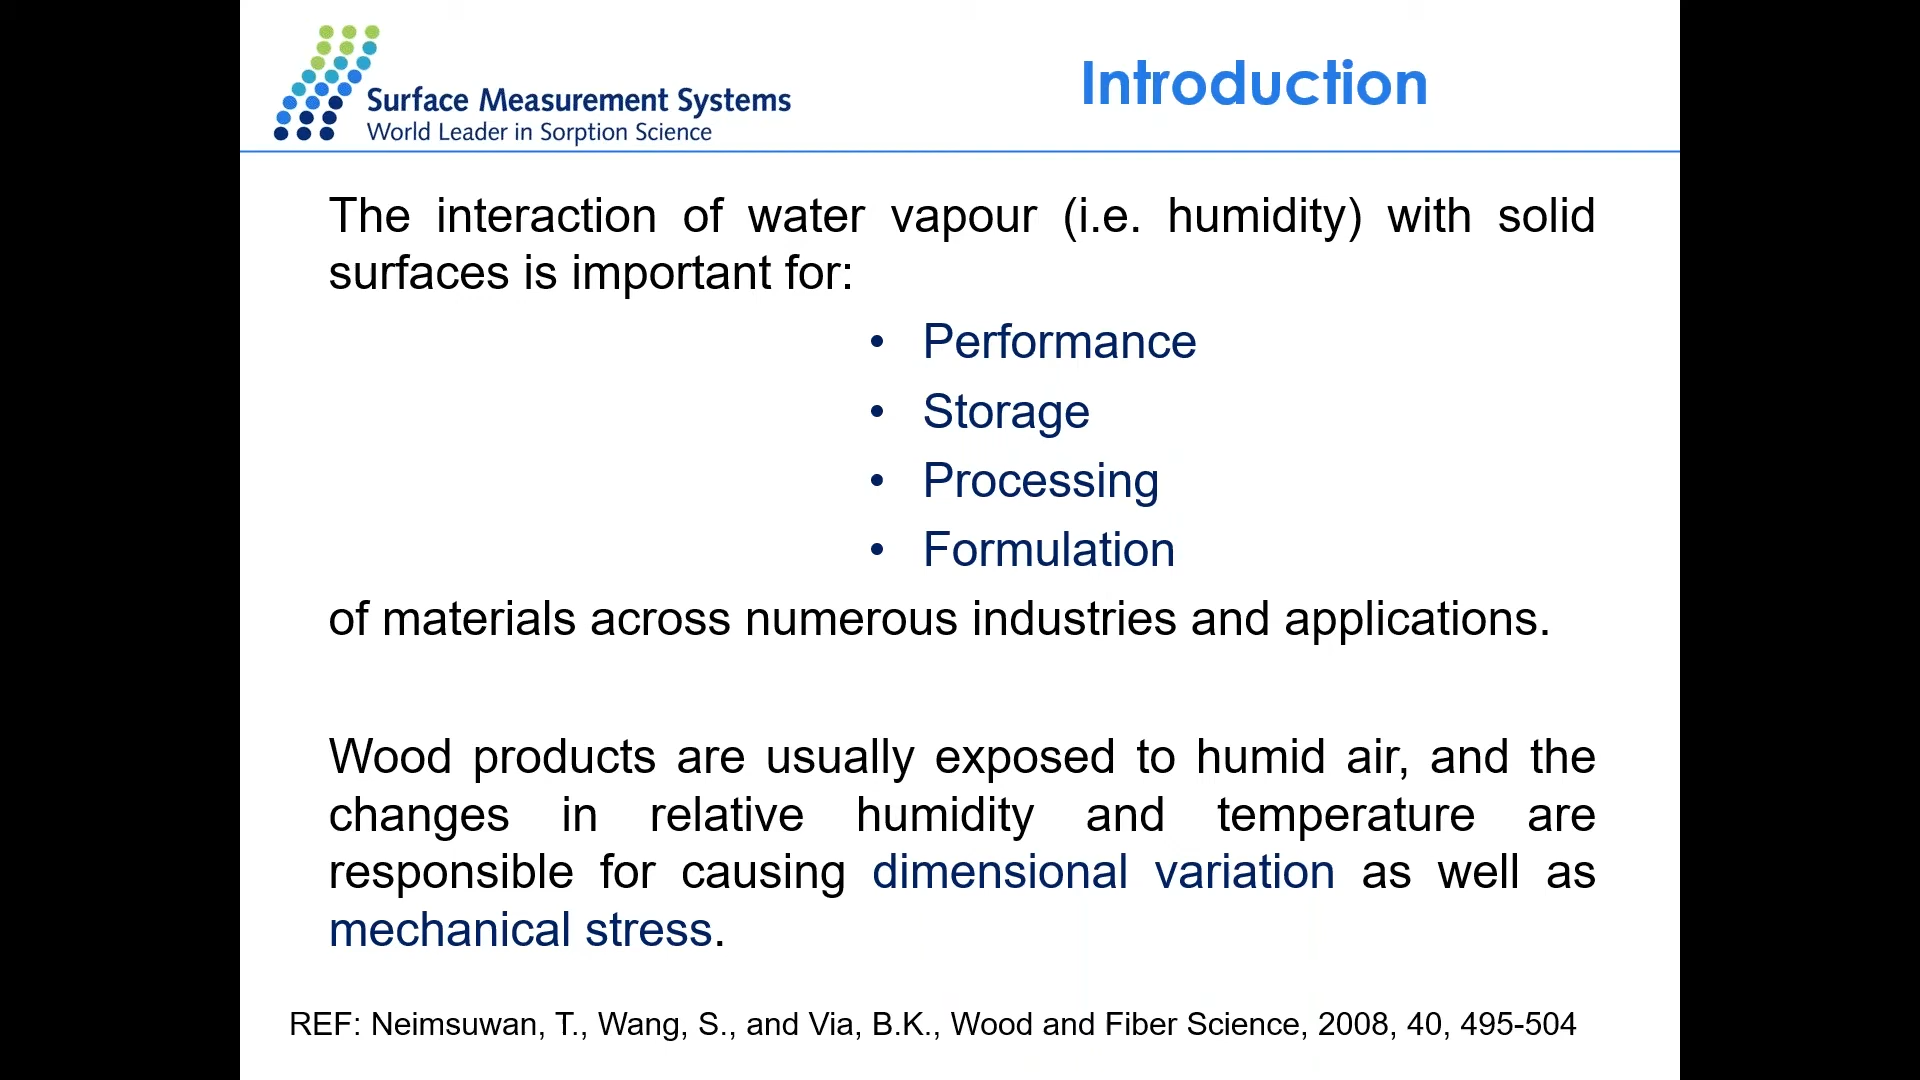 Surface Measurement Systems
World Leader in Sorption Science
Introduction
The interaction of water vapour (i.e. humidity) with solid
surfaces is important for:
• Performance
• Storage
• Processing
• Formulation
of materials across numerous industries and applications.
Wood products are usually exposed to humid air, and the
changes in relative humidity and temperature are
responsible for causing dimensional variation as well as
mechanical stress.
REF: Neimsuwan, T., Wang, S., and Via, B.K., Wood and Fiber Science, 2008, 40, 495-504